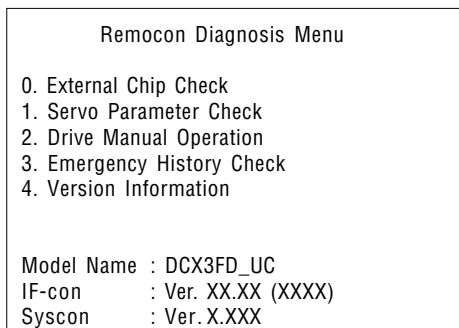 Remocon Diagnosis Menu
0. External Chip Check
1. Servo Parameter Check
2. Drive Manual Operation
3. Emergency History Check
4. Version Information
Model Name : DCX3FD_UC
IF-con : Ver. XX.XX (XXXX)
Syscon : Ver. X.XXX